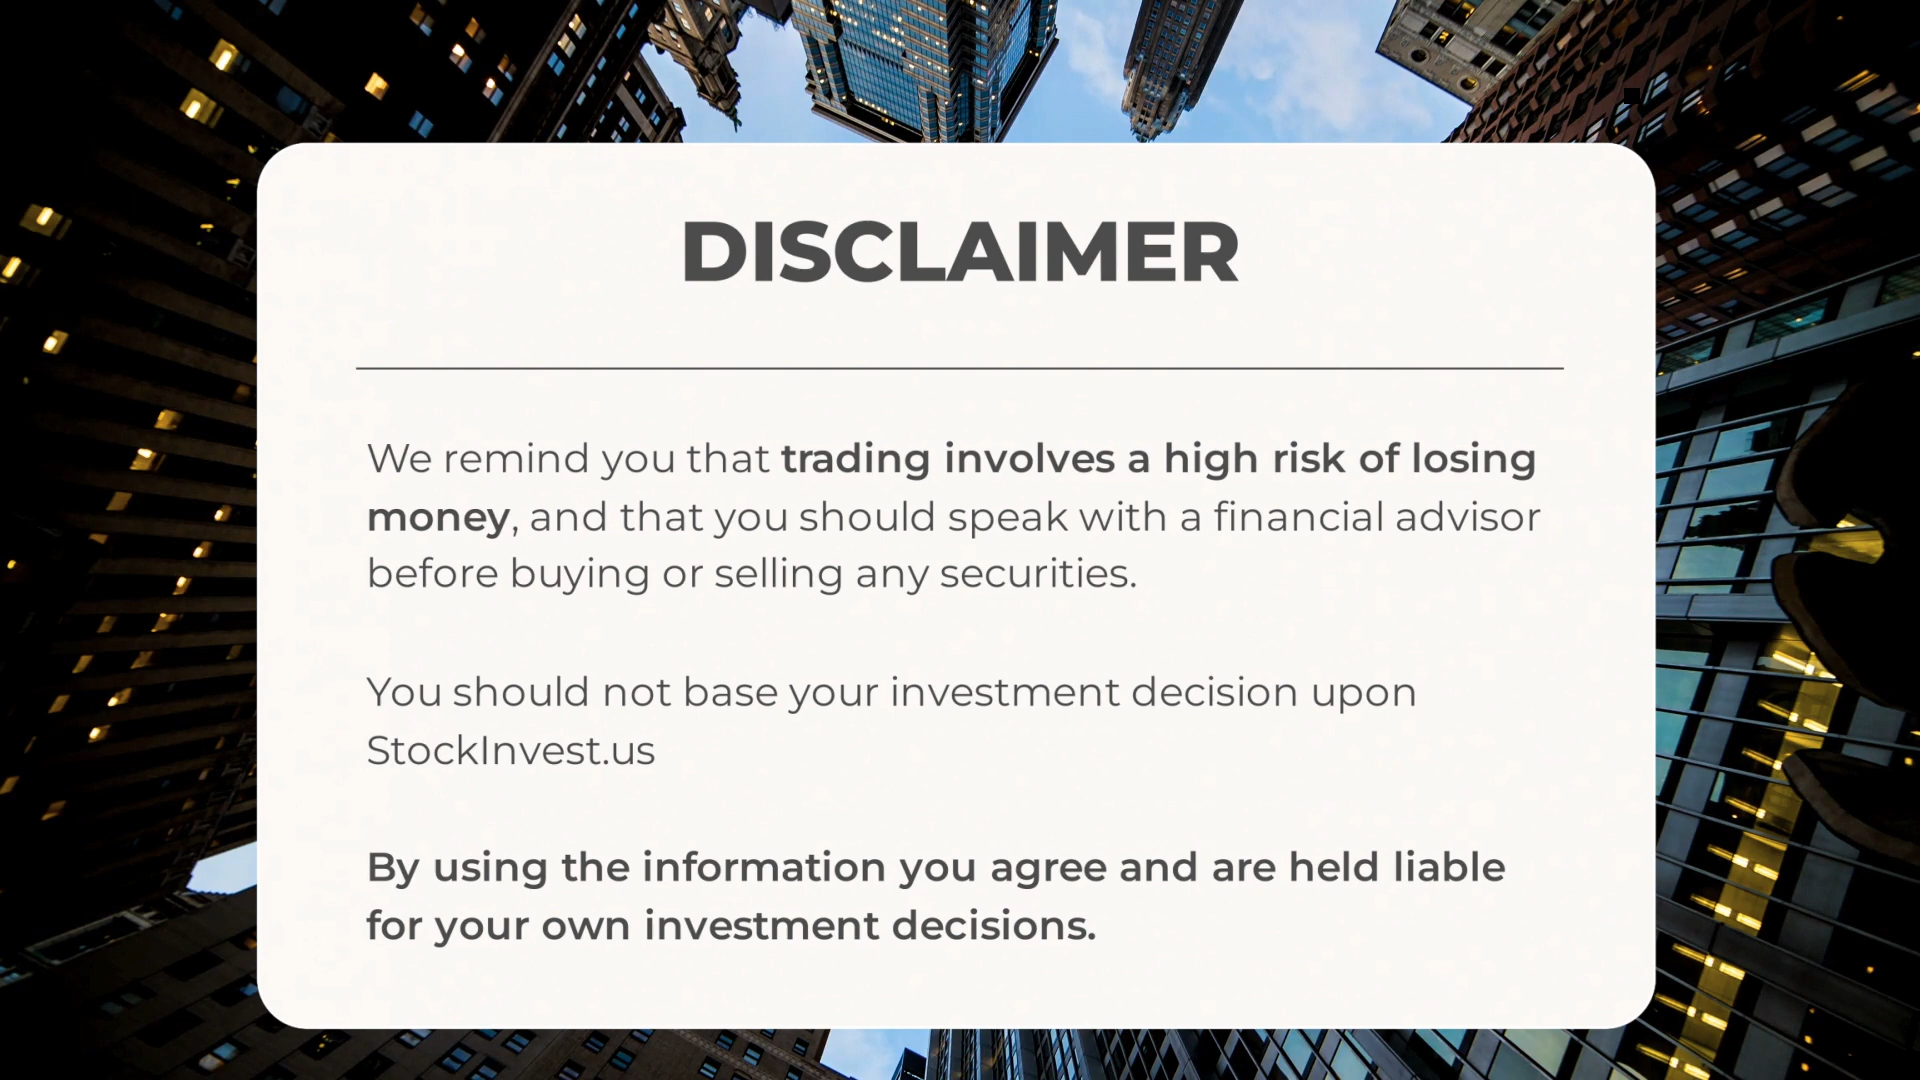 DISCLAIMER
We remind you that trading involves a high risk of losing
money, and that you should speak with a financial advisor
before buying or selling any securities.
You should not base your investment decision upon
StockInvest.us
By using the information you agree and are held liable
for your own investment decisions.